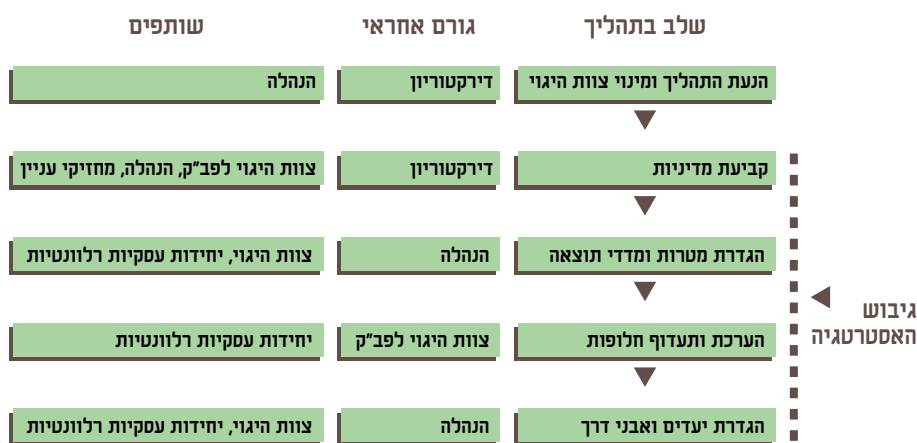 שלב בתהליך
גורם אחראי
שותפים
הנעת התהליך ומינוי צוות היגוי
דירקטוריון
הנהלה
קביעת מדיניות
דירקטוריון
צוות היגוי לפב"ק, הנהלה, מחזיקי עניין
הגדרת מטרות ומדדי תוצאה
הנהלה
צוות היגוי, יחידות עסקיות רלוונטיות
הערכת ותעדוף חלופות
צוות היגוי לפב"ק
יחידות עסקיות רלוונטיות
הגדרת יעדים ואבני דרך
הנהלה
צוות היגוי, יחידות עסקיות רלוונטיות
גיבוש
האסטרטגיה